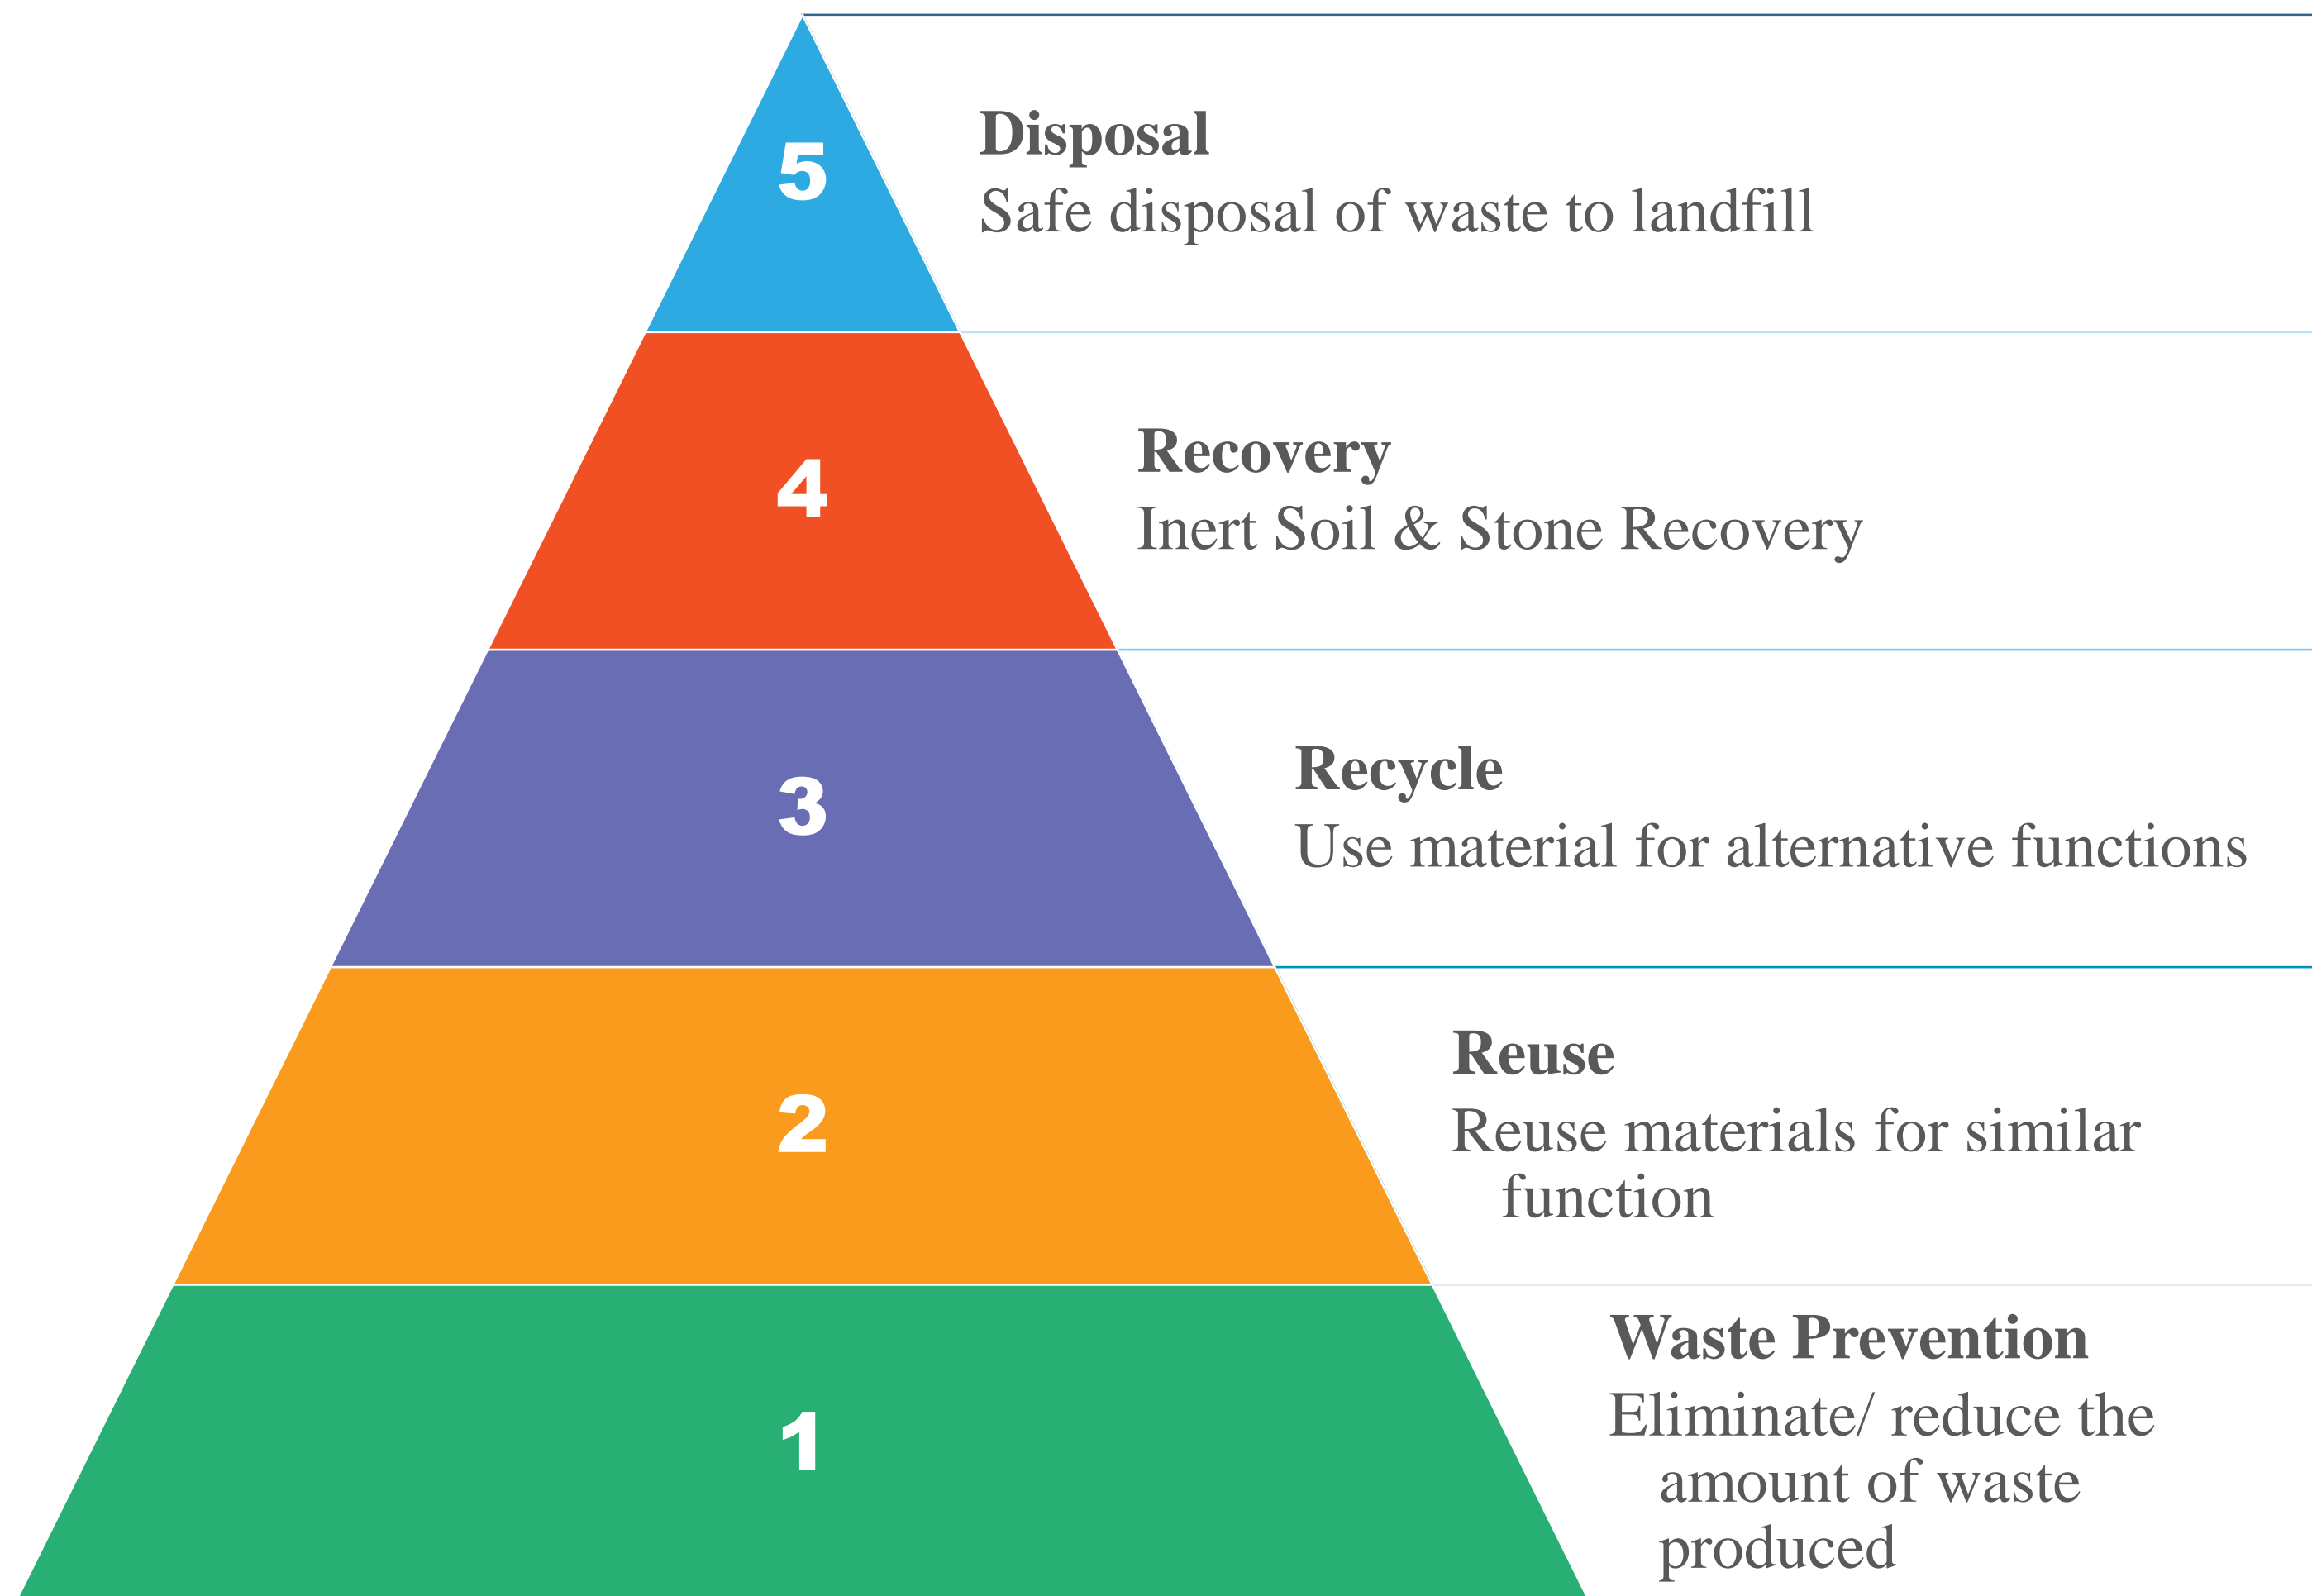 5
Disposal
Safe disposal of waste to landfill
4
Recovery
Inert Soil & Stone Recovery
3
Recycle
Use material for alternative functions
2
Reuse
Reuse materials for similar
function
1
Waste Prevention
Eliminate/ reduce the
amount of waste
produced